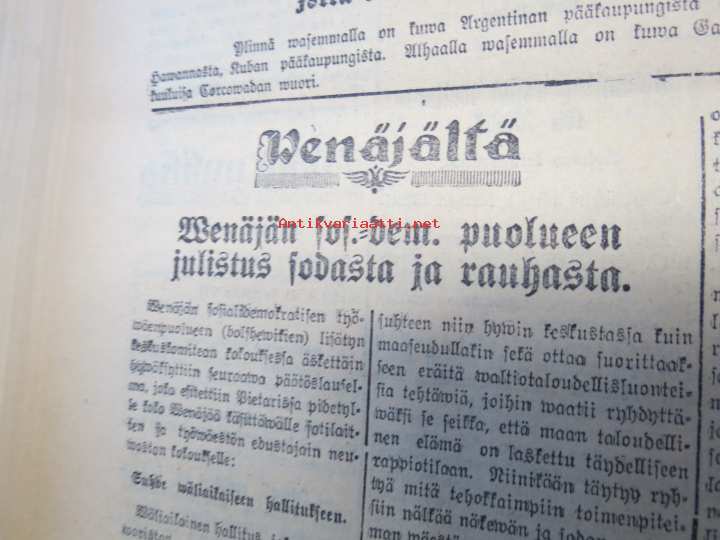 Ylinnä wasemmalla on kuwa Argentinan pääkaupungista
Hawannasta, Kuban pääkaupungista. Alhaalla wasemmalla on kuwa Ga
kuuluisa Corcowadan wuori.
Wenäjältä
Antikvariaatti.net
Wenäjän sos.=dem. puolueen
julistus sodasta ja rauhasta.
Wenäjän sosialidemokratisen työ=
wäenpuolueen (bolshewikien) lisätyn
keskuskomitean kokouksessa äskettäin
hywäksyttiin seuraawa päätöslausel=
ma, joka esitettiin Pietarissa pidetyl=
le koko Wenäjää käsittäwälle sotilait=
ten ja työwäestön edustajain neu=
woston kokoukselle:
Suhde wäliaikaiseen hallitukseen.
Wäliaikainen hallitus
suhteen niin hywin keskustassa kuin
maaseudullakin sekä ottaa suorittaak=
seen eräitä waltiotaloudellisluontei=
sia tehtäwiä, joihin waatii ryhdyttä=
wäksi se seikka, että maan taloudelli=
nen elämä on laskettu täydelliseen
rappiotilaan. Niinikään täytyy ryh=
tyä mitä tehokkaimpiin toimenpitei=
siin nälkää näkewän ja
man